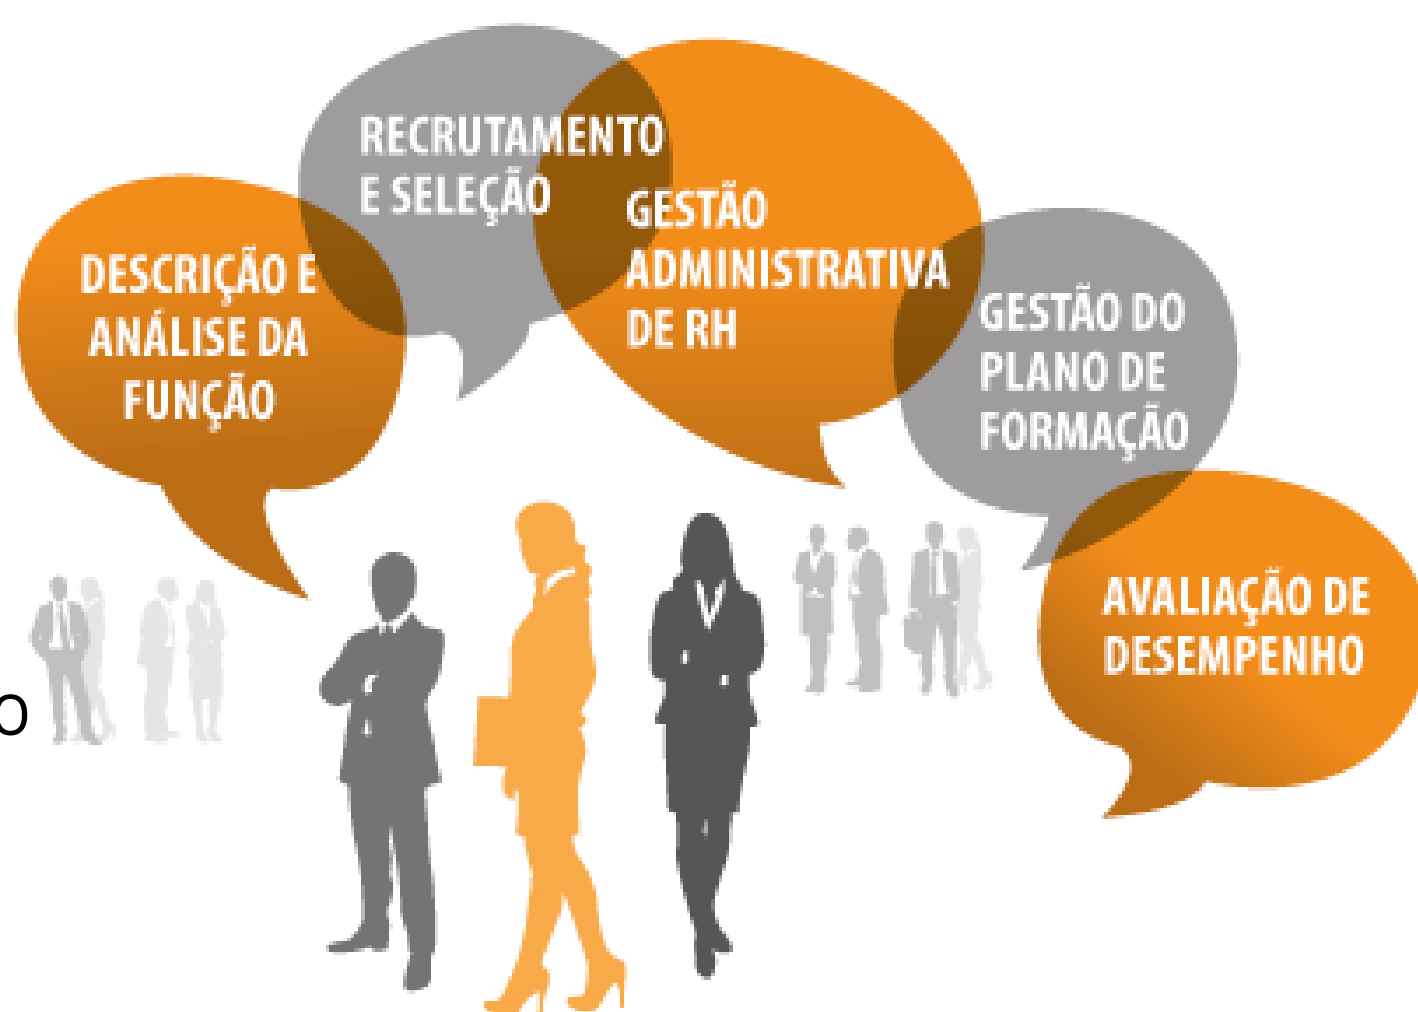 RECRUTAMENTO
E SELEÇÃO
GESTÃO
ADMINISTRATIVA
DE RH
DESCRIÇÃO E
ANÁLISE DA
FUNÇÃO
GESTÃO DO
PLANO DE
FORMAÇÃO
AVALIAÇÃO DE
DESEMPENHO
o